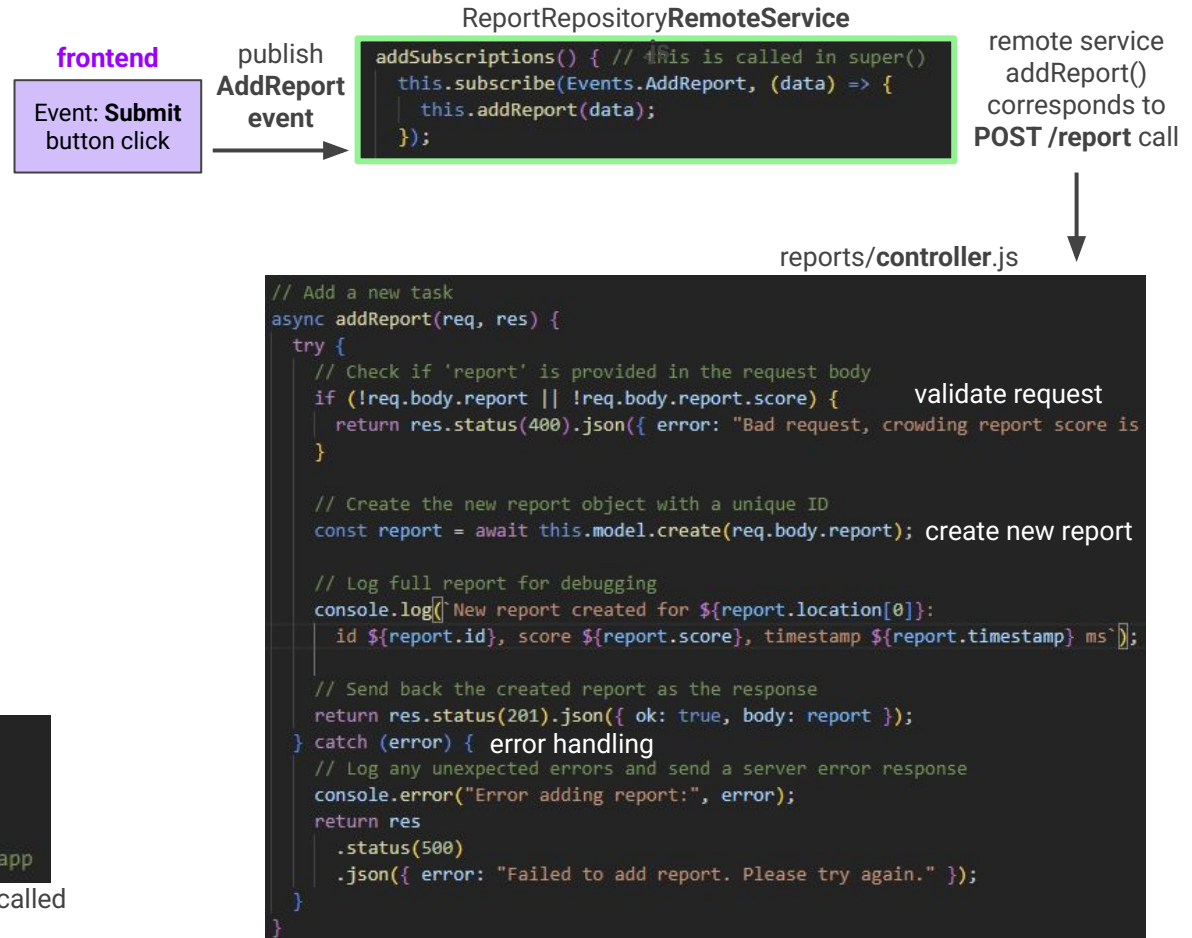 ReportRepositoryRemoteService
.js
frontend
Event: Submit
button click
publish
AddReport
event
addSubscriptions() { // this is called in super()
this.subscribe(Events.AddReport, (data) => {
this.addReport(data);
});
remote service
addReport()
corresponds to
POST /report call
reports/controller.js
// Add a new task
async addReport(req, res) {
try {
// Check if 'report' is provided in the request body
if (!req.body.report || !req.body.report.score) {
validate request
return res.status(400).json({ error: "Bad request, crowding report score is
}
// Create the new report object with a unique ID
const report = await this.model.create(req.body.report);
create new report
// Log full report for debugging
console.log(`New report created for ${report.location[0]}:
id ${report.id}, score ${report.score}, timestamp ${report.timestamp} ms`);
// Send back the created report as the response
return res.status(201).json({ ok: true, body: report });
} catch (error) {
error handling
// Log any unexpected errors and send a server error response
console.error("Error adding report:", error);
return res
.status(500)
.json({ error: "Failed to add report. Please try again." });
}
}
app
called